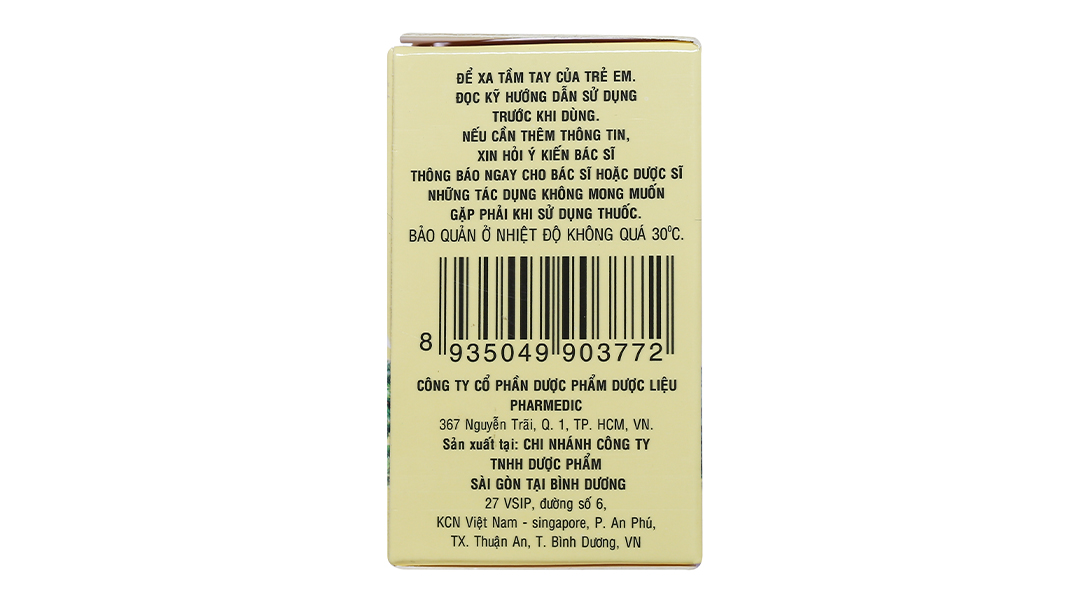 ĐỂ XA TẦM TAY CỦA TRẺ EM.
ĐỌC KỸ HƯỚNG DẪN SỬ DỤNG
TRƯỚC KHI DÙNG.
NẾU CẦN THÊM THÔNG TIN,
XIN HỎI Ý KIẾN BÁC SĨ
THÔNG BÁO NGAY CHO BÁC SĨ HOẶC DƯỢC SĨ
NHỮNG TÁC DỤNG KHÔNG MONG MUỐN
GẶP PHẢI KHI SỬ DỤNG THUỐC.
BẢO QUẢN Ở NHIỆT ĐỘ KHÔNG QUÁ 30⁰C.
8 935049 903772
CÔNG TY CỔ PHẦN DƯỢC PHẨM DƯỢC LIỆU
PHARMEDIC
367 Nguyễn Trãi, Q. 1, TP. HCM, VN.
Sản xuất tại: CHI NHÁNH CÔNG TY
TNHH DƯỢC PHẨM
SÀI GÒN TẠI BÌNH DƯƠNG
27 VSIP, đường số 6,
KCN Việt Nam - singapore, P. An Phú,
TX. Thuận An, T. Bình Dương, VN